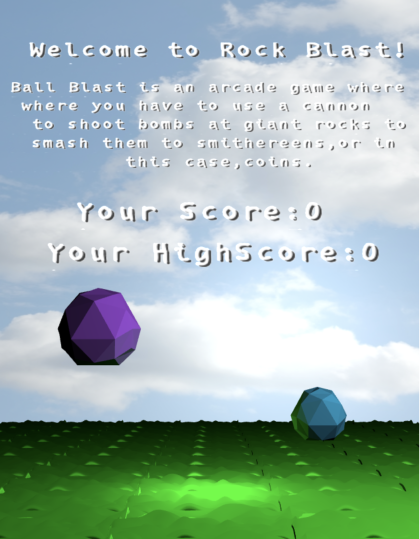 Welcome to Rock Blast!
Ball Blast is an arcade game where
where you have to use a cannon
to shoot bombs at giant rocks to
smash them to smithereens,or in
this case,coins.
Your Score:0
Your HighScore:0